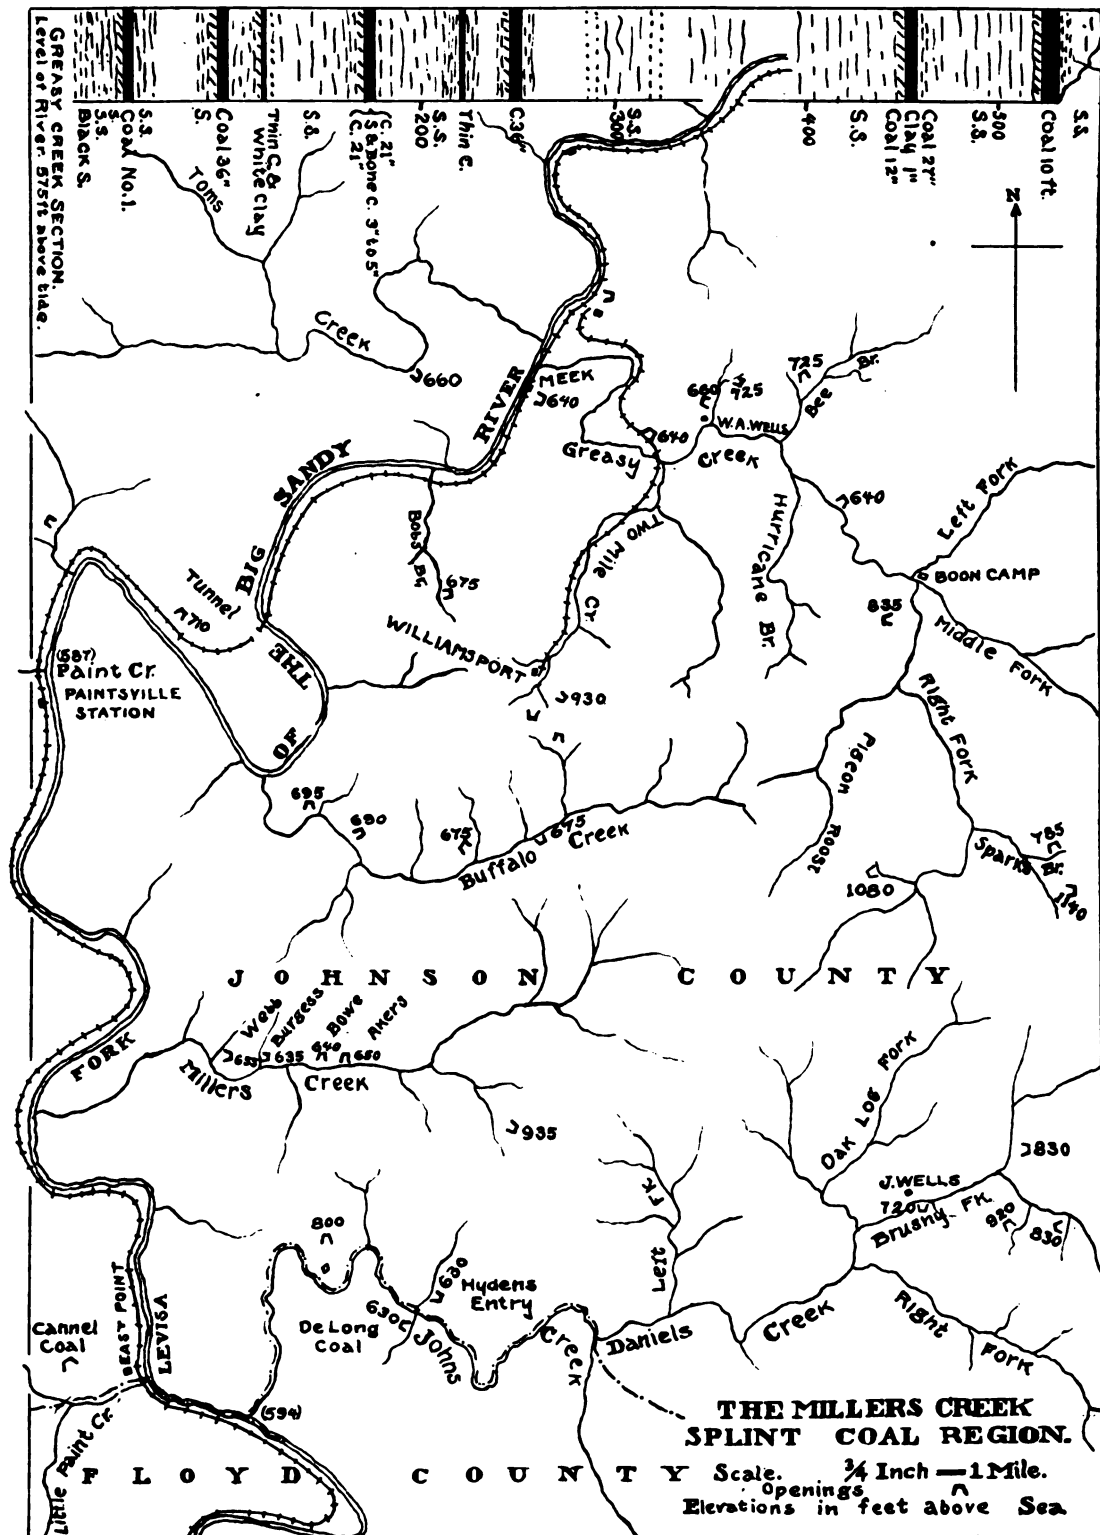 GREASY CREEK SECTION.
Level of River. 575ft above tide.
Black S.
S.S.
S.
Coal No.1.
S.S.
S.
Coal 36"
Thin C. &
White Clay
S.S.
C. 21"
S & Bone C. 3" to 5"
C. 21"
-200
S.S.
Thin C.
C. 36"
-300
S.S.
-400
S.S.
Coal 12"
Clay 1"
Coal 27"
S.S.
-500
Coal 10 ft.
S.S.
N
Toms
Creek
660
RIVER
MEEK
640
725
Br.
Bee
660
725
W.A. WELLS
Greasy
640
Creek
SANDY
BIG
Bobs Br.
675
TWO Mile
Cr.
Hurricane Br.
640
Left Fork
BOON CAMP
835
Middle Fork
Tunnel
710
THE
OF
WILLIAMSPORT
930
(587)
Paint Cr.
PAINTSVILLE
STATION
Right Fork
Pigeon
Roost
695
690
675
675
Buffalo Creek
785
Sparks Br.
1140
1080
JOHNSON COUNTY
Webb
Burgess
Bowe
Akers
655
635
640
650
FORK
Millers Creek
935
Oak Log Fork
830
J. WELLS
720
Brushy FK.
920
830
Left
FK
800
630
Hydens
Entry
630
De Long
Coal
Johns
Creek
Daniels Creek
Right
Fork
Cannel
Coal
BEAST POINT
LEVISA
(594)
Little Paint Cr.
FLOYD COUNTY
THE MILLERS CREEK
SPLINT COAL REGION.
Scale. ¾ Inch — 1 Mile.
Openings
Elevations in feet above Sea